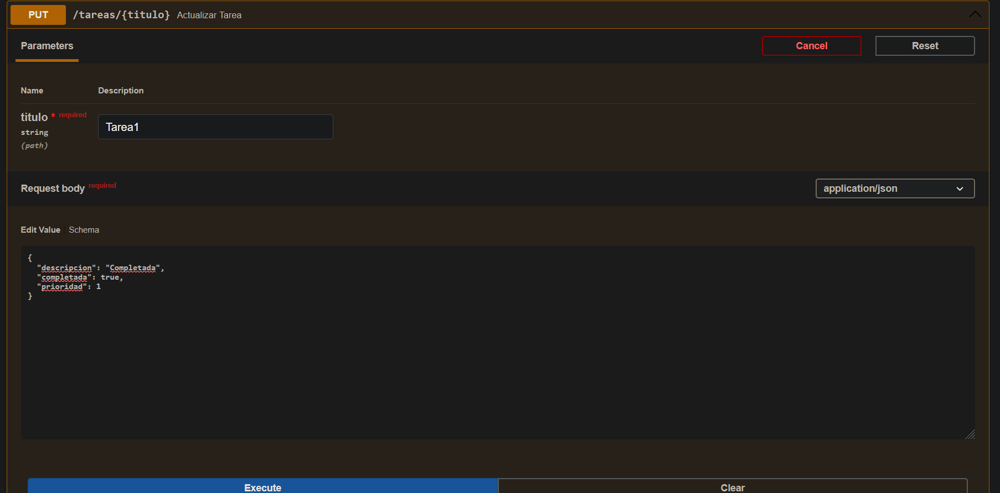 PUT /tareas/{titulo} Actualizar Tarea
Parameters
Cancel
Reset
Name Description
titulo * required
string
(path)
Tarea1
Request body required
application/json
Edit Value Schema
{
  "descripcion": "Completada",
  "completada": true,
  "prioridad": 1
}
Execute
Clear